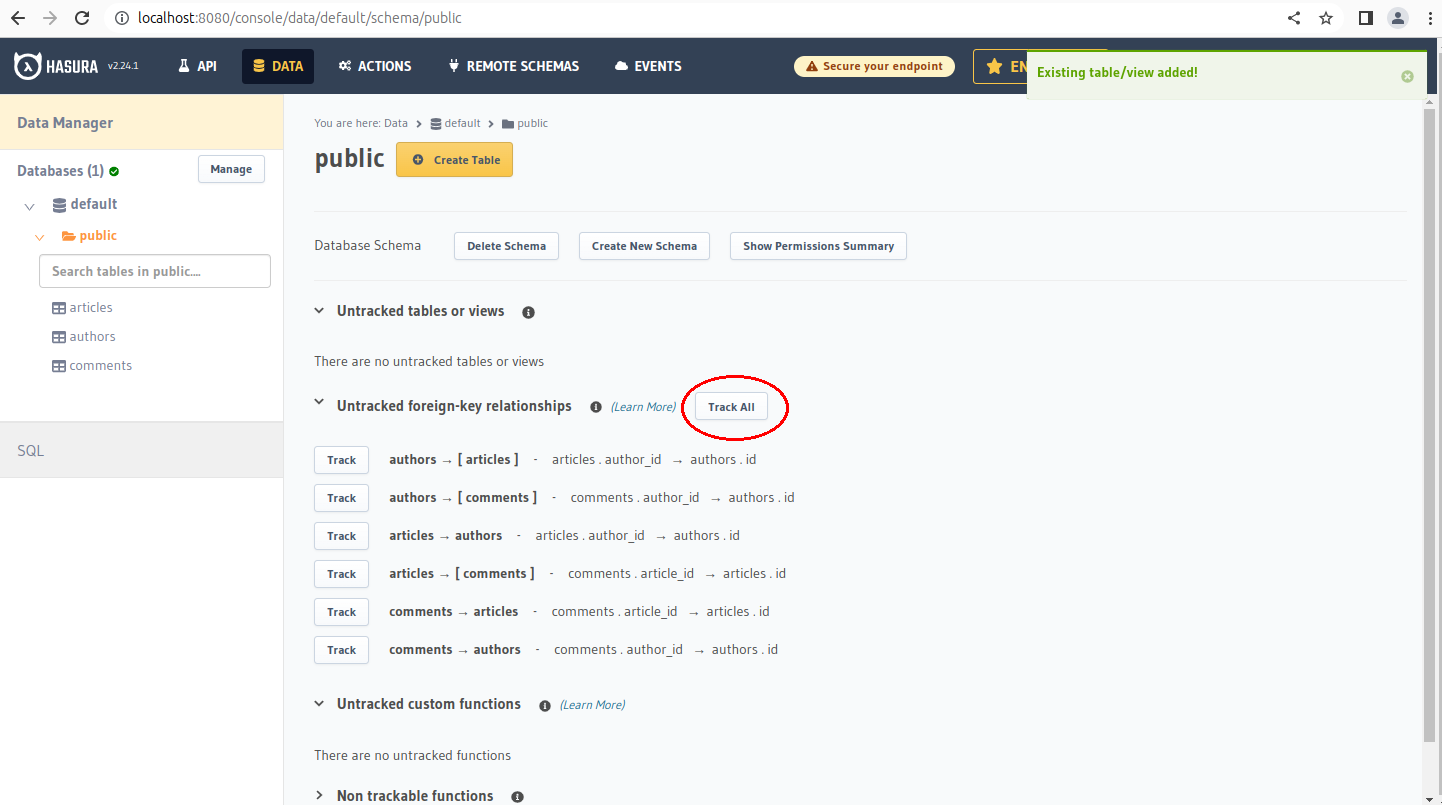 localhost:8080/console/data/default/schema/public
HASURA v2.24.1 API DATA ACTIONS REMOTE SCHEMAS EVENTS Secure your endpoint EN
Existing table/view added!
Data Manager
Databases (1) Manage
default
public
Search tables in public....
articles
authors
comments
SQL
You are here: Data > default > public
public Create Table
Database Schema Delete Schema Create New Schema Show Permissions Summary
Untracked tables or views
There are no untracked tables or views
Untracked foreign-key relationships (Learn More) Track All
Track authors → [ articles ] - articles . author_id → authors . id
Track authors → [ comments ] - comments . author_id → authors . id
Track articles → authors - articles . author_id → authors . id
Track articles → [ comments ] - comments . article_id → articles . id
Track comments → articles - comments . article_id → articles . id
Track comments → authors - comments . author_id → authors . id
Untracked custom functions (Learn More)
There are no untracked functions
Non trackable functions